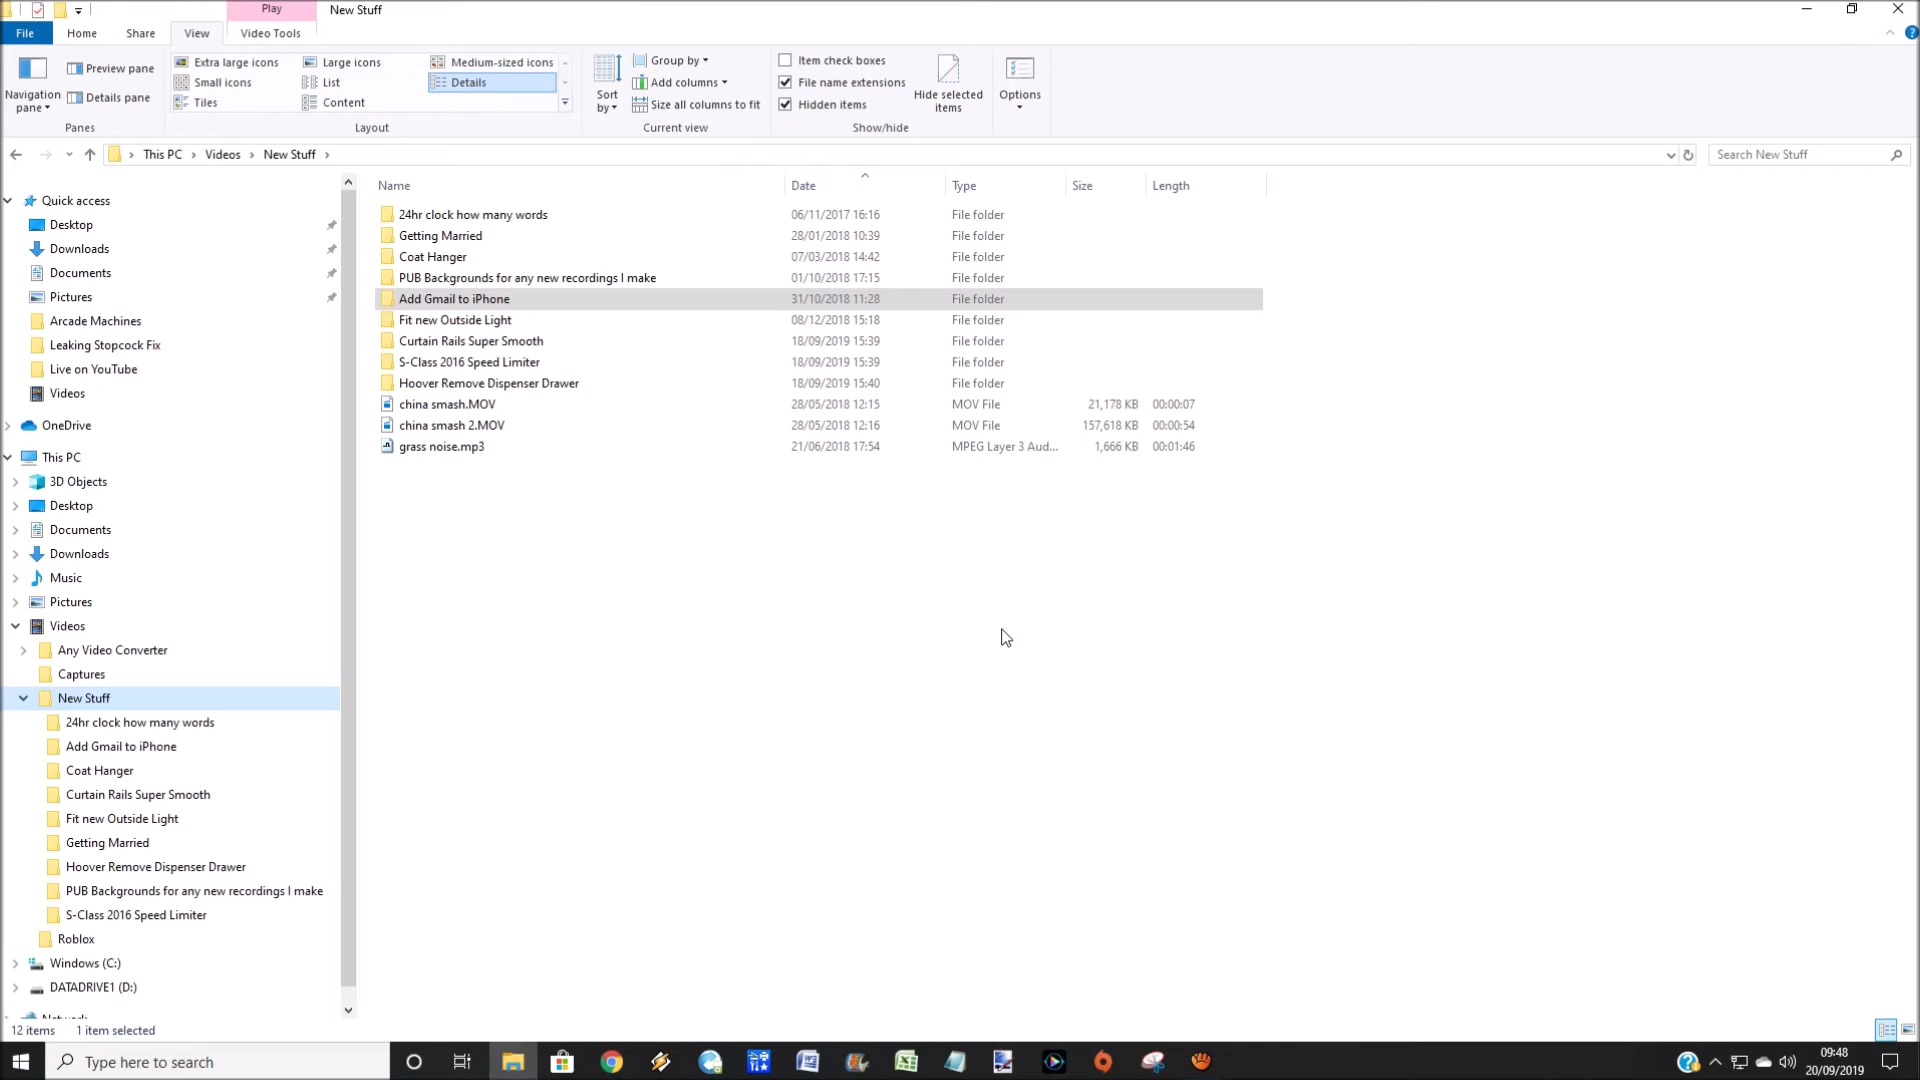 Play
New Stuff
File
Home
Share
View
Video Tools
Navigation pane
Preview pane
Details pane
Panes
Extra large icons
Large icons
Medium-sized icons
Small icons
List
Details
Tiles
Content
Layout
Sort by
Group by
Add columns
Size all columns to fit
Current view
Item check boxes
File name extensions
Hidden items
Hide selected items
Show/hide
Options
This PC > Videos > New Stuff >
Search New Stuff
Name Date Type Size Length
24hr clock how many words 06/11/2017 16:16 File folder
Getting Married 28/01/2018 10:39 File folder
Coat Hanger 07/03/2018 14:42 File folder
PUB Backgrounds for any new recordings I make 01/10/2018 17:15 File folder
Add Gmail to iPhone 31/10/2018 11:28 File folder
Fit new Outside Light 08/12/2018 15:18 File folder
Curtain Rails Super Smooth 18/09/2019 15:39 File folder
S-Class 2016 Speed Limiter 18/09/2019 15:39 File folder
Hoover Remove Dispenser Drawer 18/09/2019 15:40 File folder
china smash.MOV 28/05/2018 12:15 MOV File 21,178 KB 00:00:07
china smash 2.MOV 28/05/2018 12:16 MOV File 157,618 KB 00:00:54
grass noise.mp3 21/06/2018 17:54 MPEG Layer 3 Aud... 1,666 KB 00:01:46
Quick access
Desktop
Downloads
Documents
Pictures
Arcade Machines
Leaking Stopcock Fix
Live on YouTube
Videos
OneDrive
This PC
3D Objects
Desktop
Documents
Downloads
Music
Pictures
Videos
Any Video Converter
Captures
New Stuff
24hr clock how many words
Add Gmail to iPhone
Coat Hanger
Curtain Rails Super Smooth
Fit new Outside Light
Getting Married
Hoover Remove Dispenser Drawer
PUB Backgrounds for any new recordings I make
S-Class 2016 Speed Limiter
Roblox
Windows (C:)
DATADRIVE1 (D:)
Network
12 items 1 item selected
Type here to search
09:48
20/09/2019